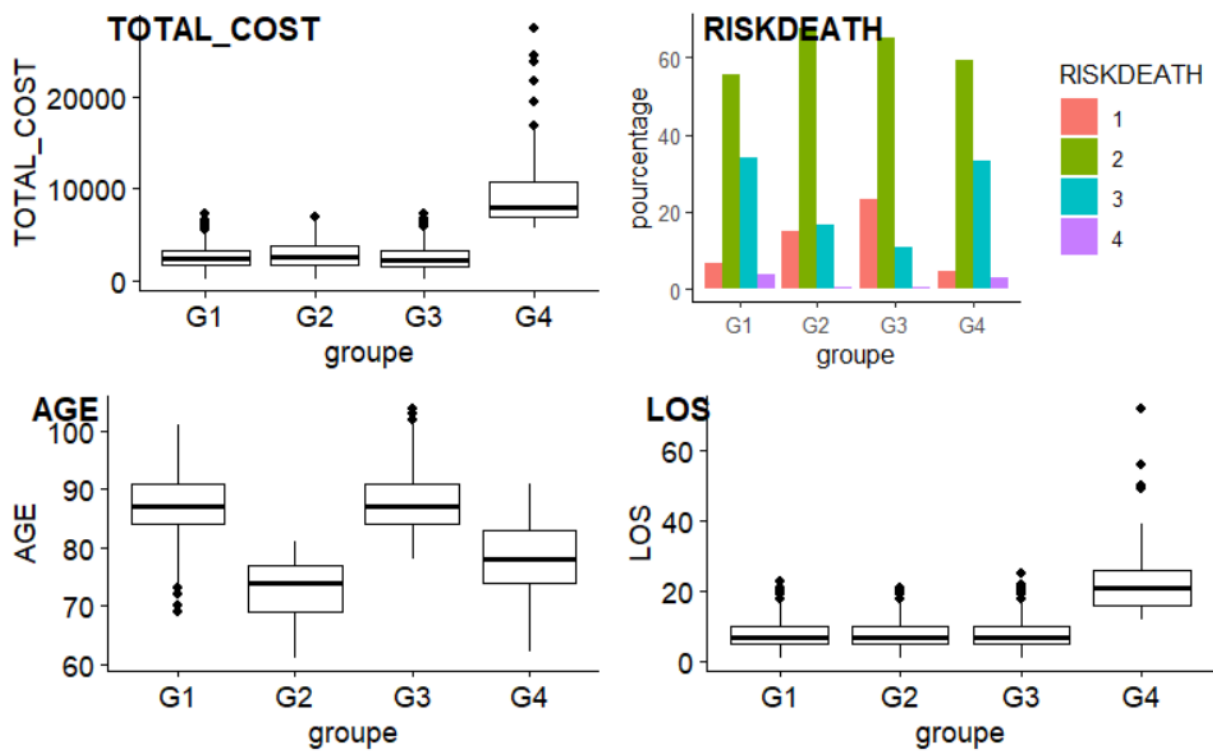 TOTAL_COST
TOTAL_COST
20000
10000
0
G1 G2 G3 G4
groupe
RISKDEATH
pourcentage
60
40
20
0
G1 G2 G3 G4
groupe
RISKDEATH
1
2
3
4
AGE
AGE
100
90
80
70
60
G1 G2 G3 G4
groupe
LOS
LOS
60
40
20
0
G1 G2 G3 G4
groupe